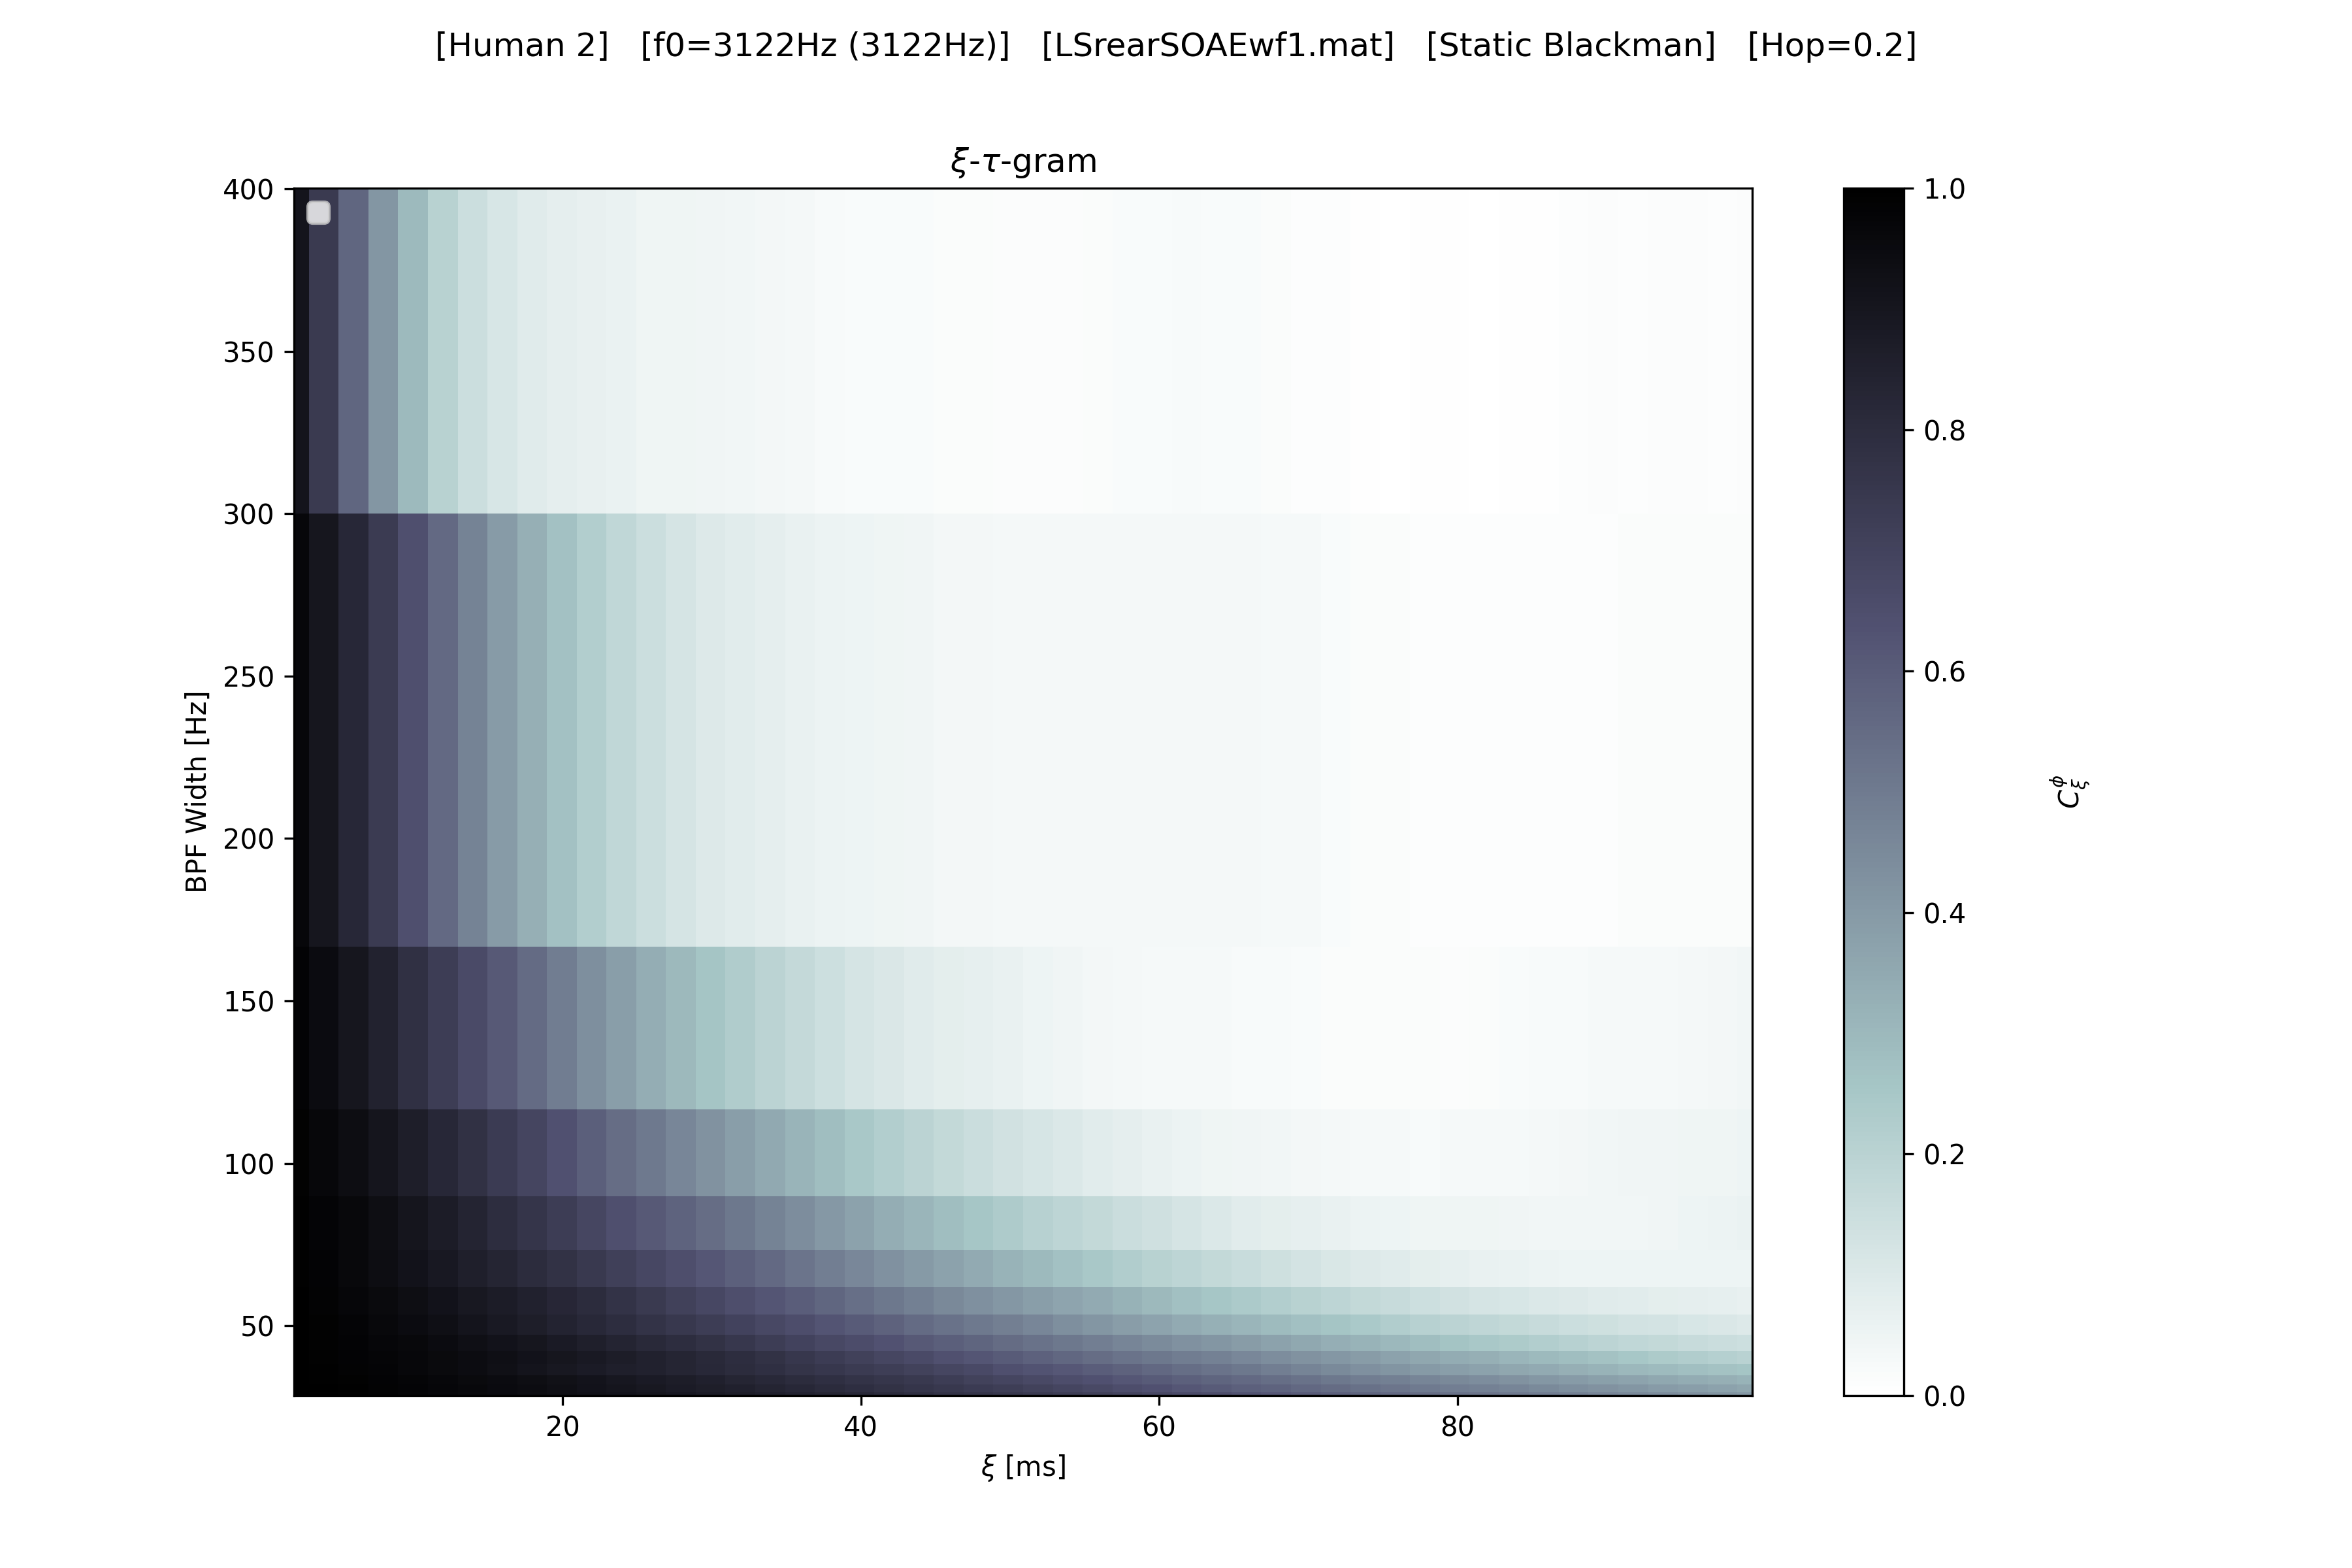 [Human 2] [f0=3122Hz (3122Hz)] [LSrearSOAEwf1.mat] [Static Blackman] [Hop=0.2]
ξ-τ-gram
400
350
300
250
200
150
100
50
BPF Width [Hz]
20 40 60 80
ξ [ms]
1.0
0.8
0.6
0.4
0.2
0.0
C_ξ^ϕ